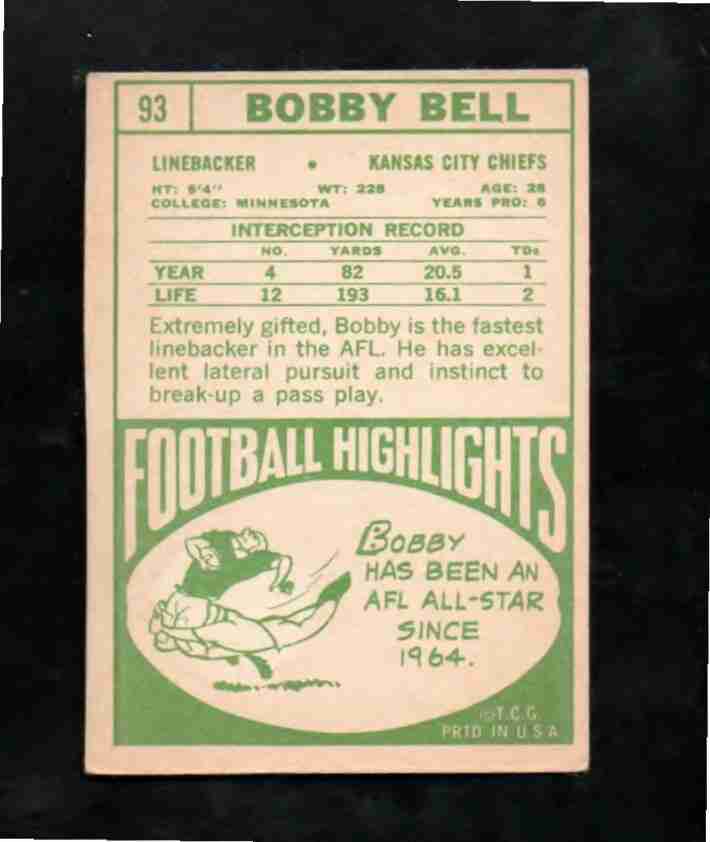 93 BOBBY BELL
LINEBACKER • KANSAS CITY CHIEFS
HT: 6'4" WT: 228 AGE: 28
COLLEGE: MINNESOTA YEARS PRO: 6
INTERCEPTION RECORD
NO. YARDS AVG. TDs
YEAR 4 82 20.5 1
LIFE 12 193 16.1 2
Extremely gifted, Bobby is the fastest
linebacker in the AFL. He has excel-
lent lateral pursuit and instinct to
break-up a pass play.
FOOTBALL HIGHLIGHTS
BOBBY
HAS BEEN AN
AFL ALL-STAR
SINCE
1964.
©T.C.G.
PRTD IN U.S.A.